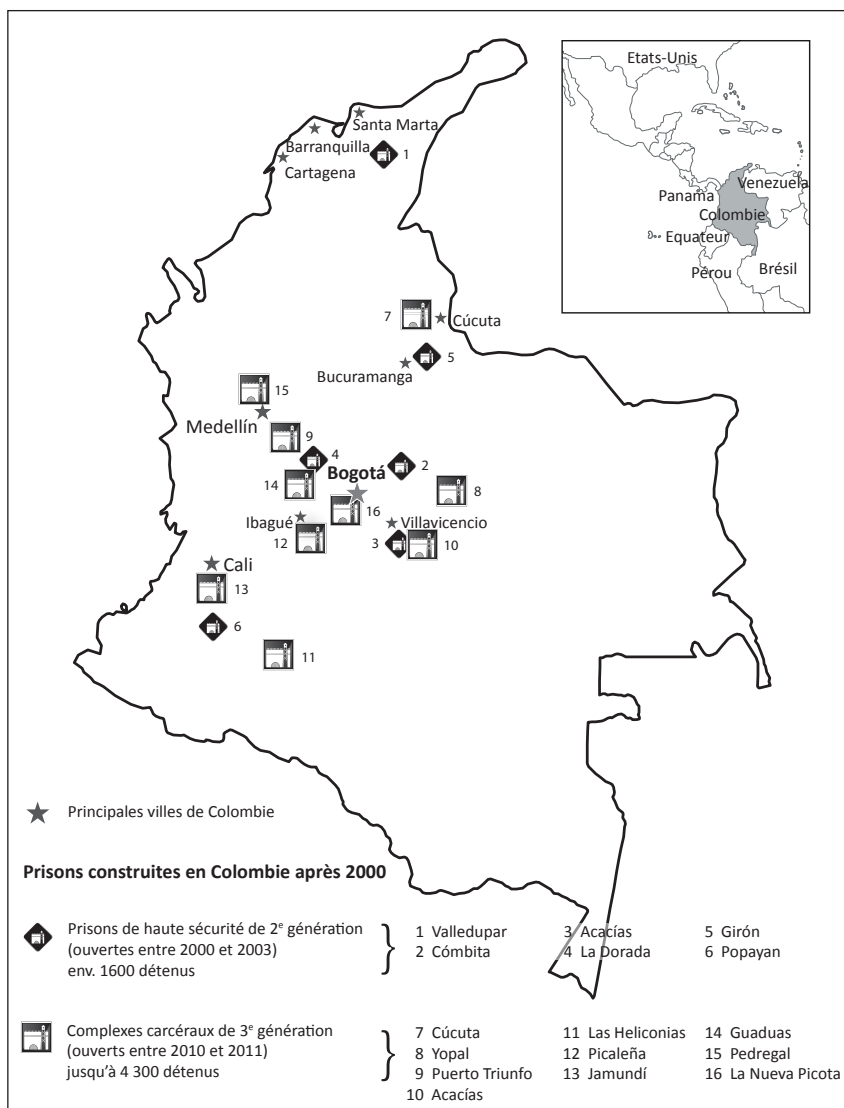 Etats-Unis
Santa Marta
Barranquilla
1
Cartagena
Venezuela
Panama
Colombie
Equateur
Pérou
Brésil
7
Cúcuta
5
Bucuramanga
15
Medellín
9
4
2
Bogotá
14
8
16
Ibagué
Villavicencio
12
3
10
Cali
13
6
11
Principales villes de Colombie
Prisons construites en Colombie après 2000
Prisons de haute sécurité de 2e génération
(ouvertes entre 2000 et 2003)
env. 1600 détenus
1 Valledupar
2 Cómbita
3 Acacías
4 La Dorada
5 Girón
6 Popayan
Complexes carcéraux de 3e génération
(ouverts entre 2010 et 2011)
jusqu'à 4 300 détenus
7 Cúcuta
8 Yopal
9 Puerto Triunfo
10 Acacías
11 Las Heliconias
12 Picaleña
13 Jamundí
14 Guaduas
15 Pedregal
16 La Nueva Picota